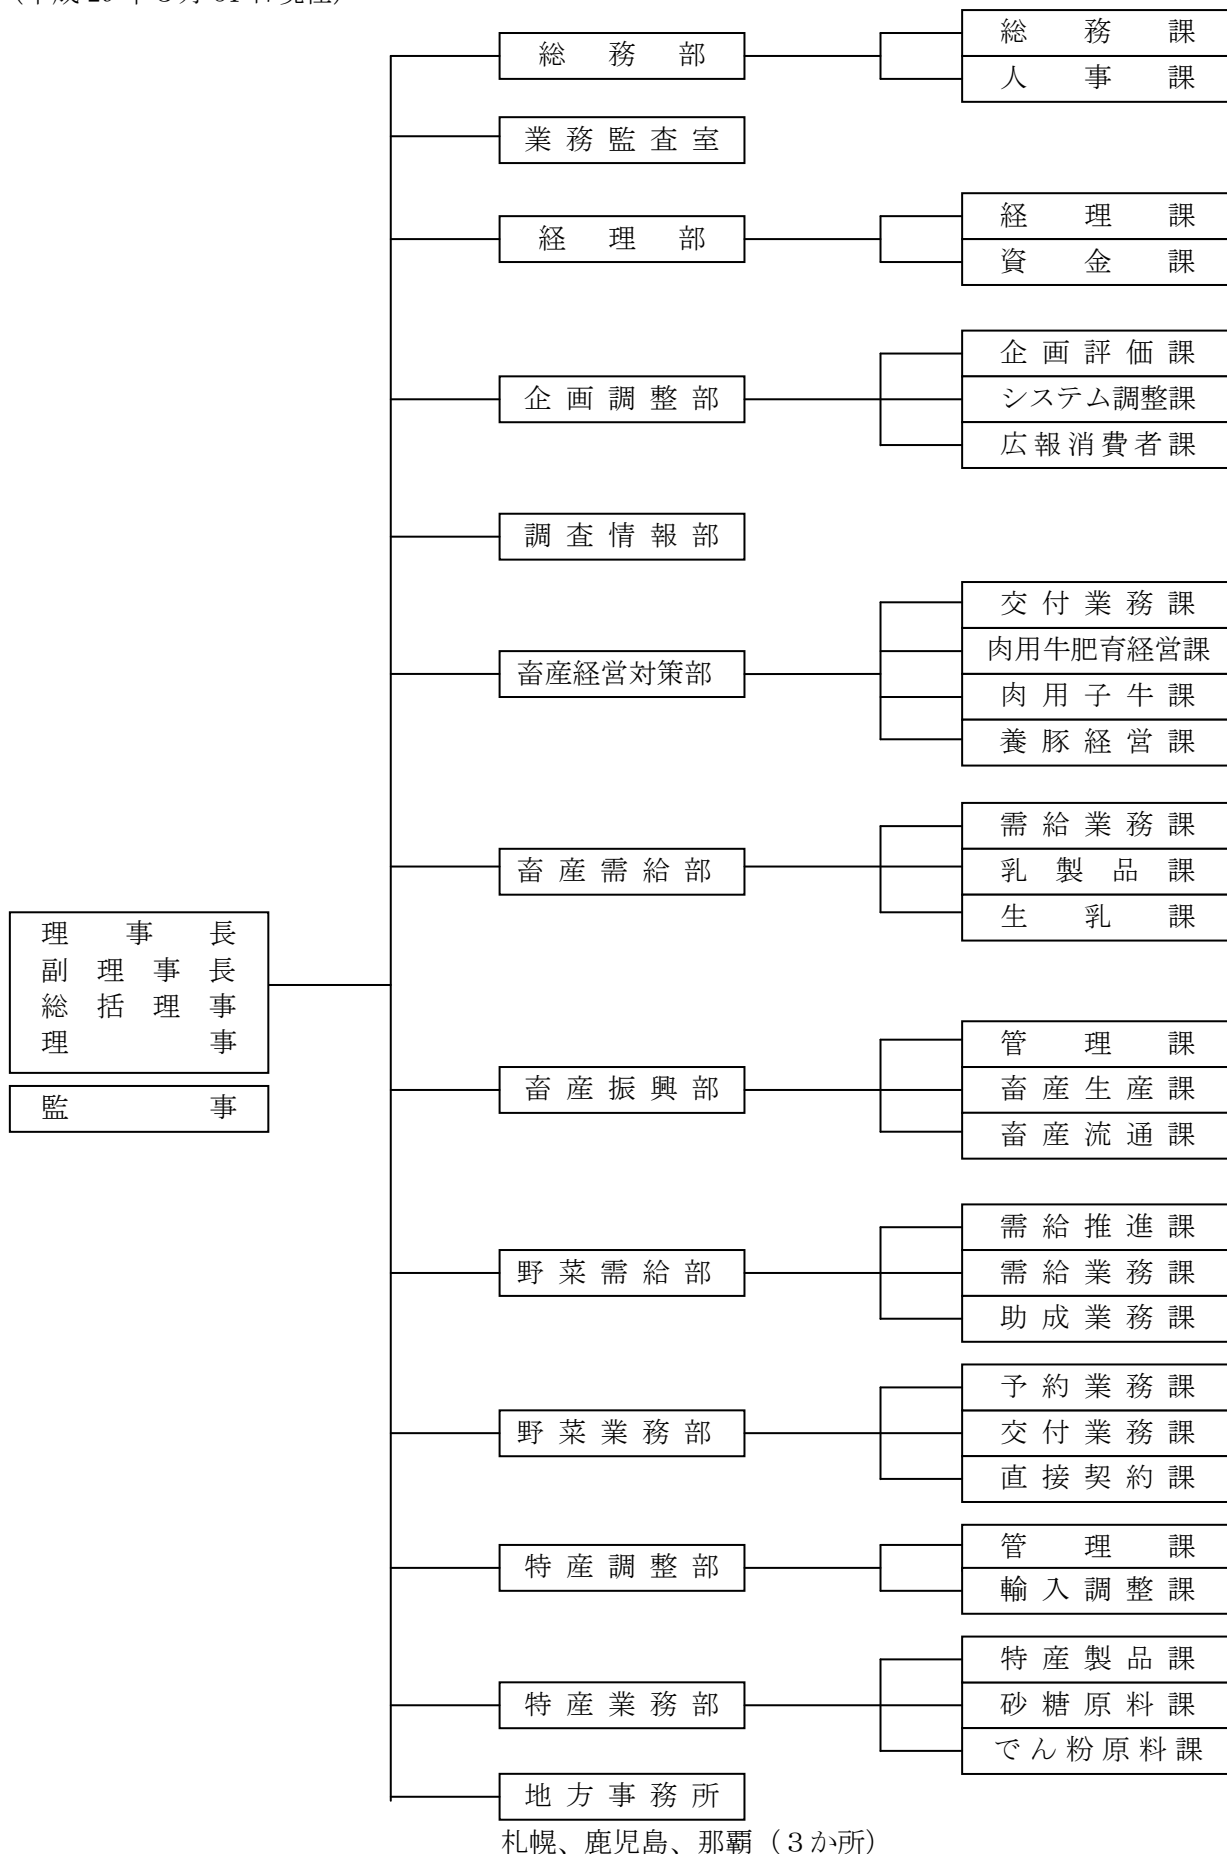 総務部
総務課
人事課
業務監査室
経理部
経理課
資金課
企画調整部
企画評価課
システム調整課
広報消費者課
調査情報部
畜産経営対策部
交付業務課
肉用牛肥育経営課
肉用子牛課
養豚経営課
畜産需給部
需給業務課
乳製品課
生乳課
理事長
副理事長
総括理事
理事
監事
畜産振興部
管理課
畜産生産課
畜産流通課
野菜需給部
需給推進課
需給業務課
助成業務課
野菜業務部
予約業務課
交付業務課
直接契約課
特産調整部
管理課
輸入調整課
特産業務部
特産製品課
砂糖原料課
でん粉原料課
地方事務所
札幌、鹿児島、那覇（３か所）